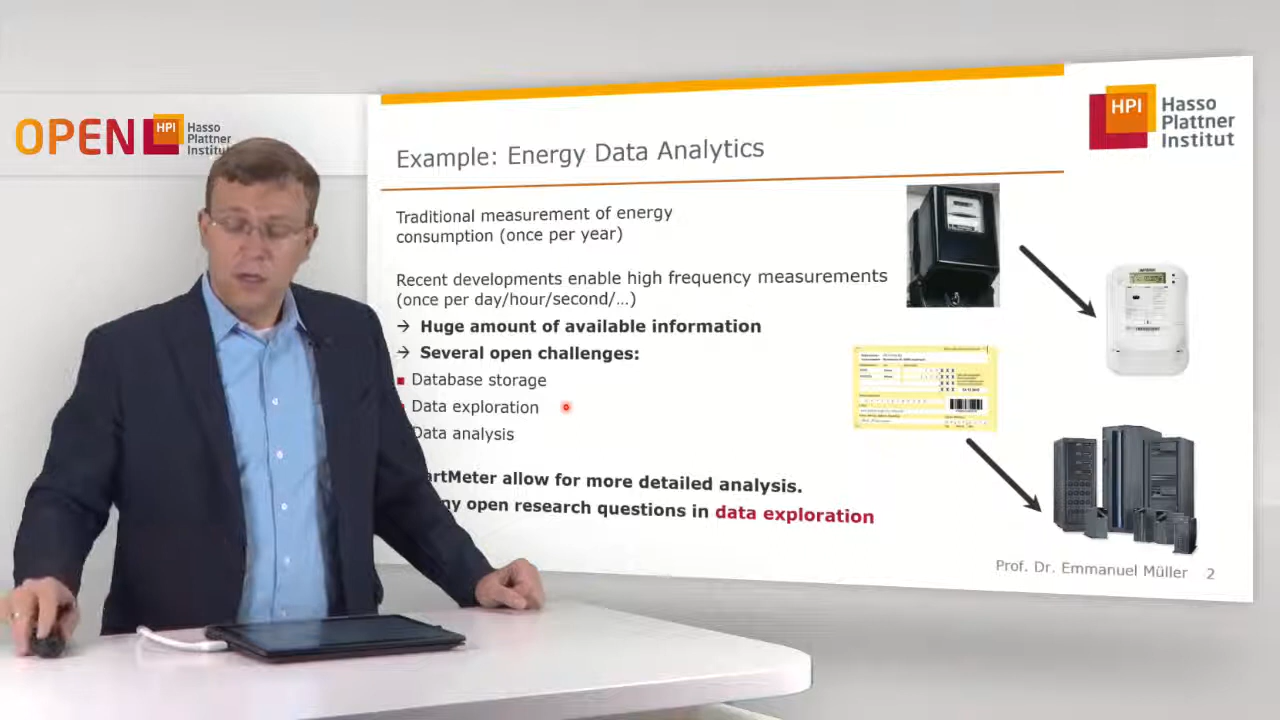 OPEN HPI Hasso
Plattner
Institut
HPI Hasso
Plattner
Institut
Example: Energy Data Analytics
Traditional measurement of energy
consumption (once per year)
Recent developments enable high frequency measurements
(once per day/hour/second/...)
→ Huge amount of available information
→ Several open challenges:
Database storage
Data exploration
Data analysis
artMeter allow for more detailed analysis.
ny open research questions in data exploration
Prof. Dr. Emmanuel Müller 2